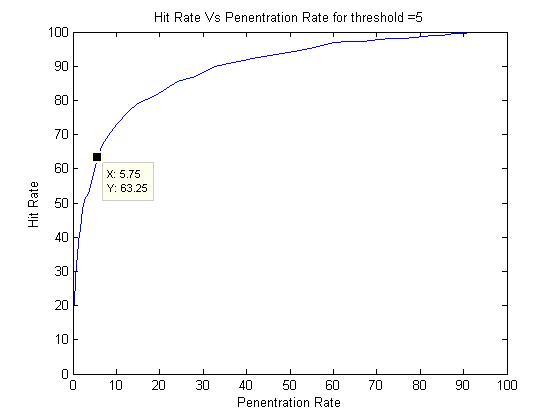 Hit Rate Vs Penentration Rate for threshold =5
100
90
80
70
60
50
40
30
20
10
0
Hit Rate
X: 5.75
Y: 63.25
0 10 20 30 40 50 60 70 80 90 100
Penentration Rate